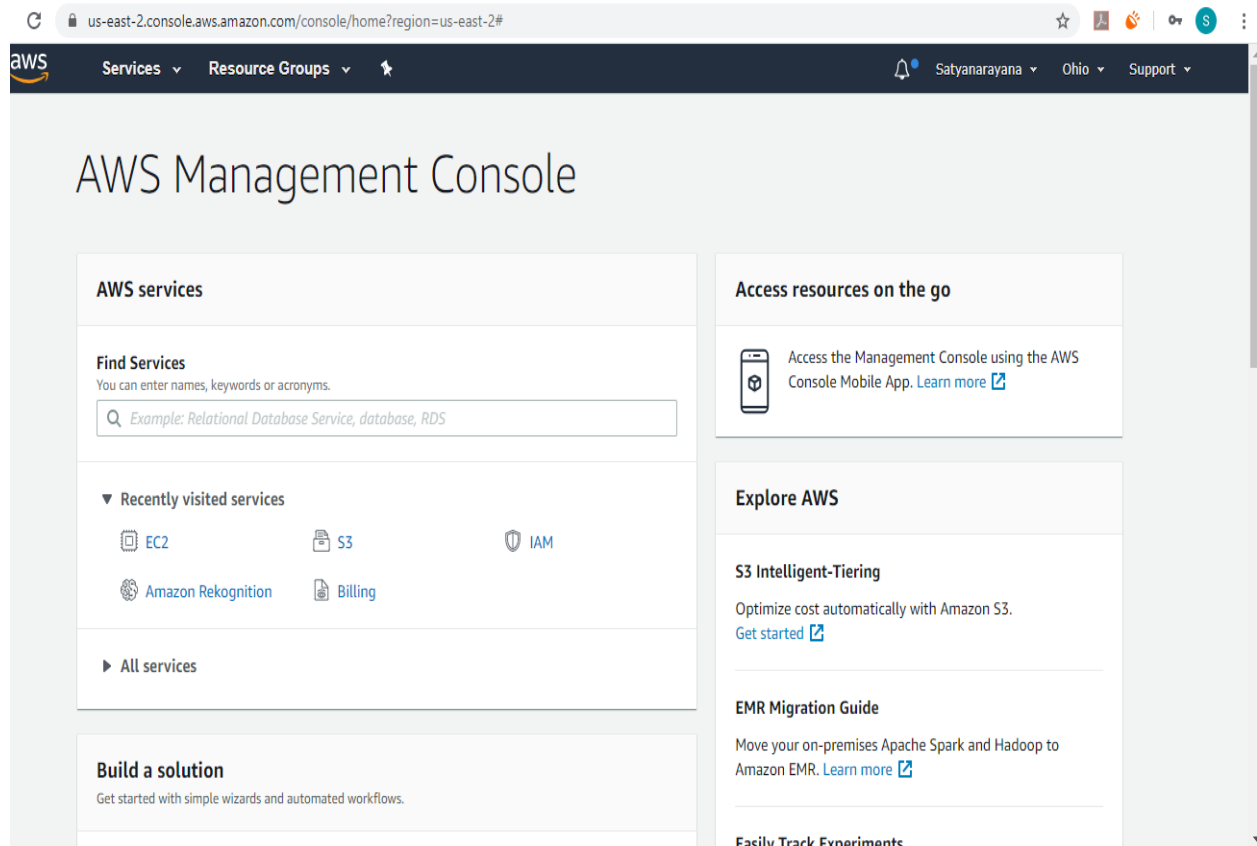 us-east-2.console.aws.amazon.com/console/home?region=us-east-2#
S
aws
Services
Resource Groups
Satyanarayana
Ohio
Support
AWS Management Console
AWS services
Find Services
You can enter names, keywords or acronyms.
Example: Relational Database Service, database, RDS
Recently visited services
EC2
S3
IAM
Amazon Rekognition
Billing
All services
Build a solution
Get started with simple wizards and automated workflows.
Access resources on the go
Access the Management Console using the AWS
Console Mobile App. Learn more
Explore AWS
S3 Intelligent-Tiering
Optimize cost automatically with Amazon S3.
Get started
EMR Migration Guide
Move your on-premises Apache Spark and Hadoop to
Amazon EMR. Learn more
Easily Track Experiments